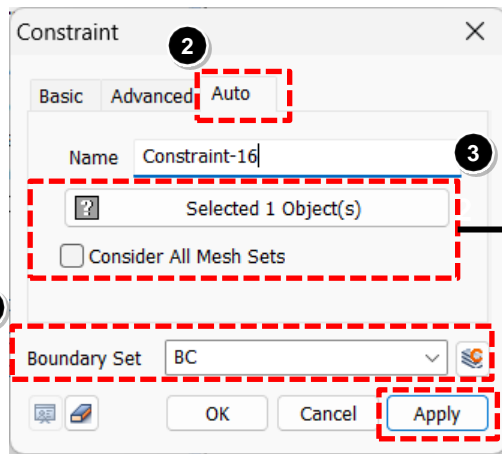 Constraint
2
Basic Advanced Auto
Name Constraint-16
3
? Selected 1 Object(s)
Consider All Mesh Sets
Boundary Set BC
OK Cancel Apply